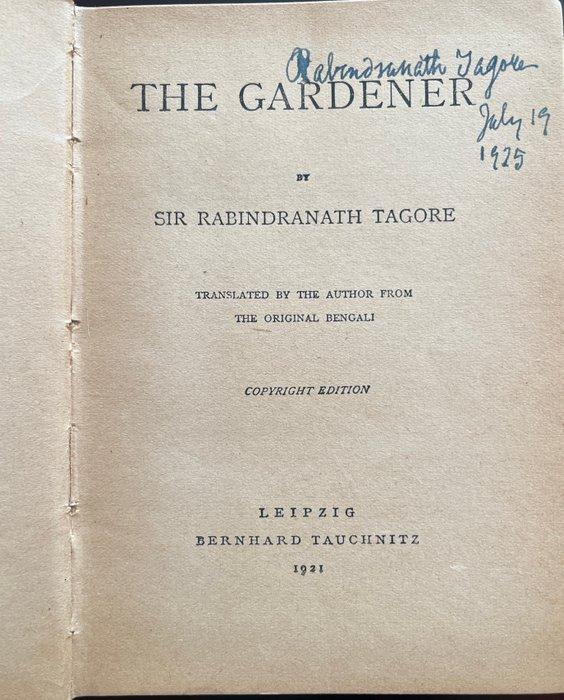 Rabindranath Tagore
THE GARDENER
July 19
1925
BY
SIR RABINDRANATH TAGORE
TRANSLATED BY THE AUTHOR FROM
THE ORIGINAL BENGALI
COPYRIGHT EDITION
LEIPZIG
BERNHARD TAUCHNITZ
1921